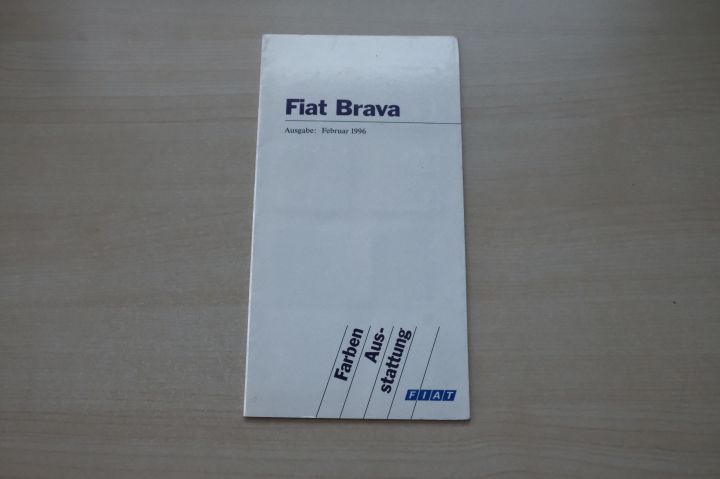 Fiat Brava
Ausgabe: Februar 1996
Farben
Aus-
stattung
FIAT